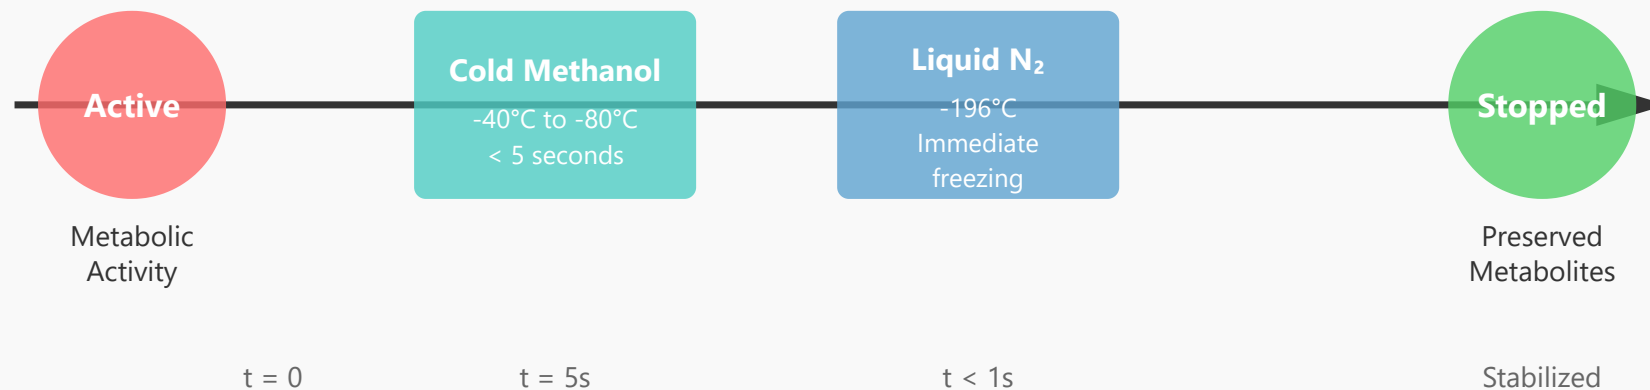 Active
Metabolic
Activity
Cold Methanol
-40°C to -80°C
< 5 seconds
Liquid N₂
-196°C
Immediate
freezing
Stopped
Preserved
Metabolites
t = 0
t = 5s
t < 1s
Stabilized